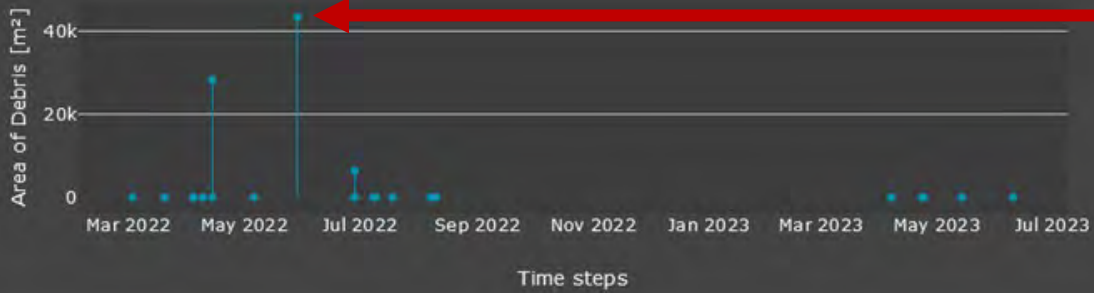 Area of Debris [m²]
40k
20k
0
Mar 2022 May 2022 Jul 2022 Sep 2022 Nov 2022 Jan 2023 Mar 2023 May 2023 Jul 2023
Time steps